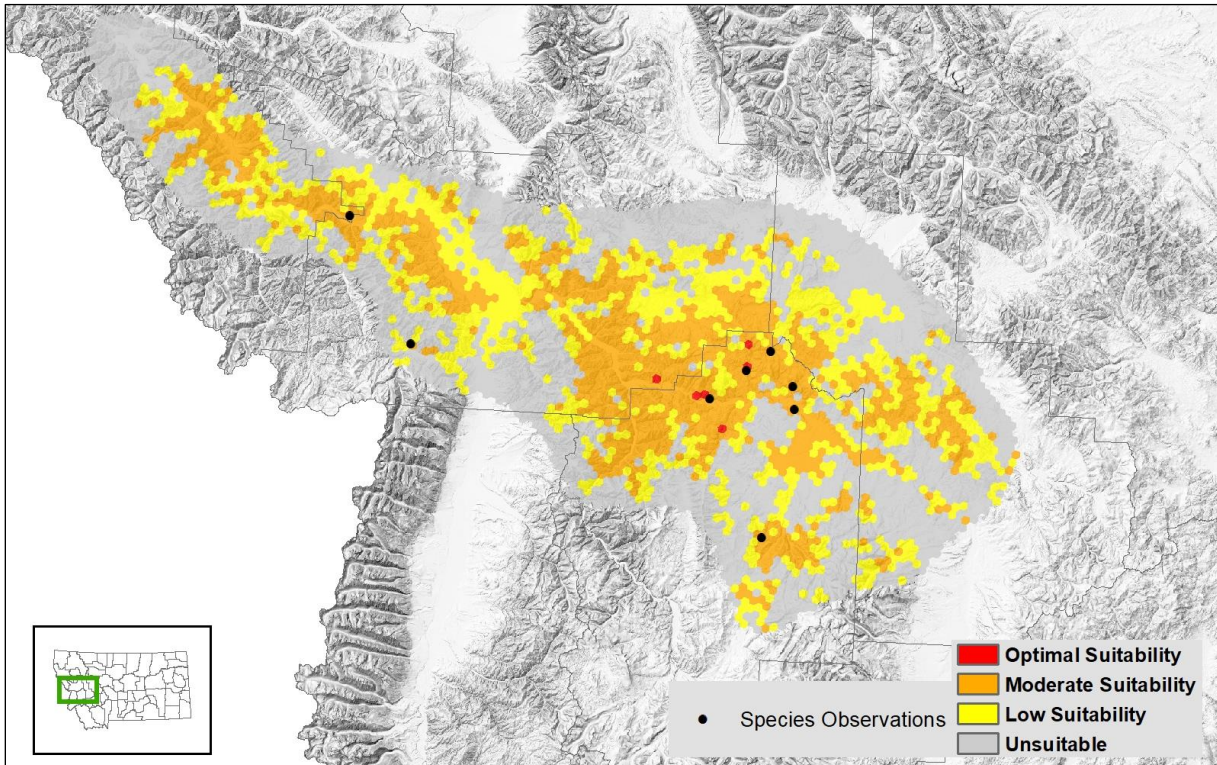 Species Observations
Optimal Suitability
Moderate Suitability
Low Suitability
Unsuitable